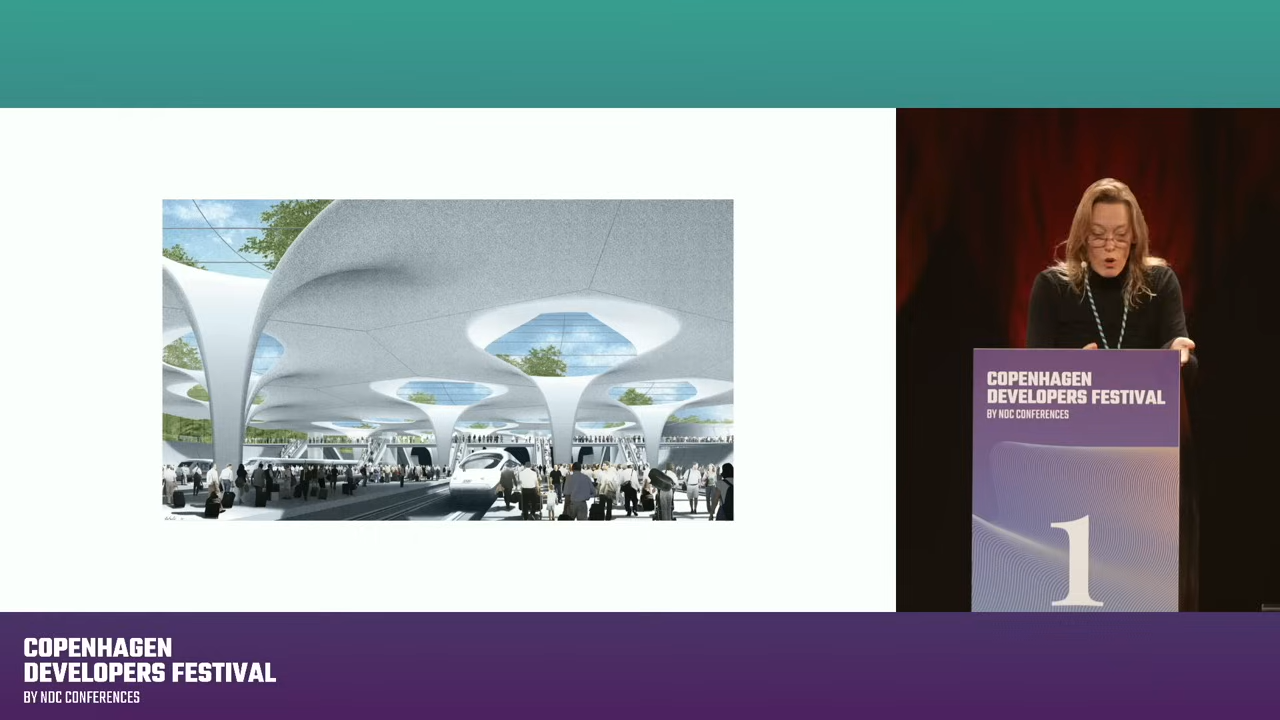 COPENHAGEN
DEVELOPERS FESTIVAL
BY NDC CONFERENCES
1
COPENHAGEN
DEVELOPERS FESTIVAL
BY NDC CONFERENCES